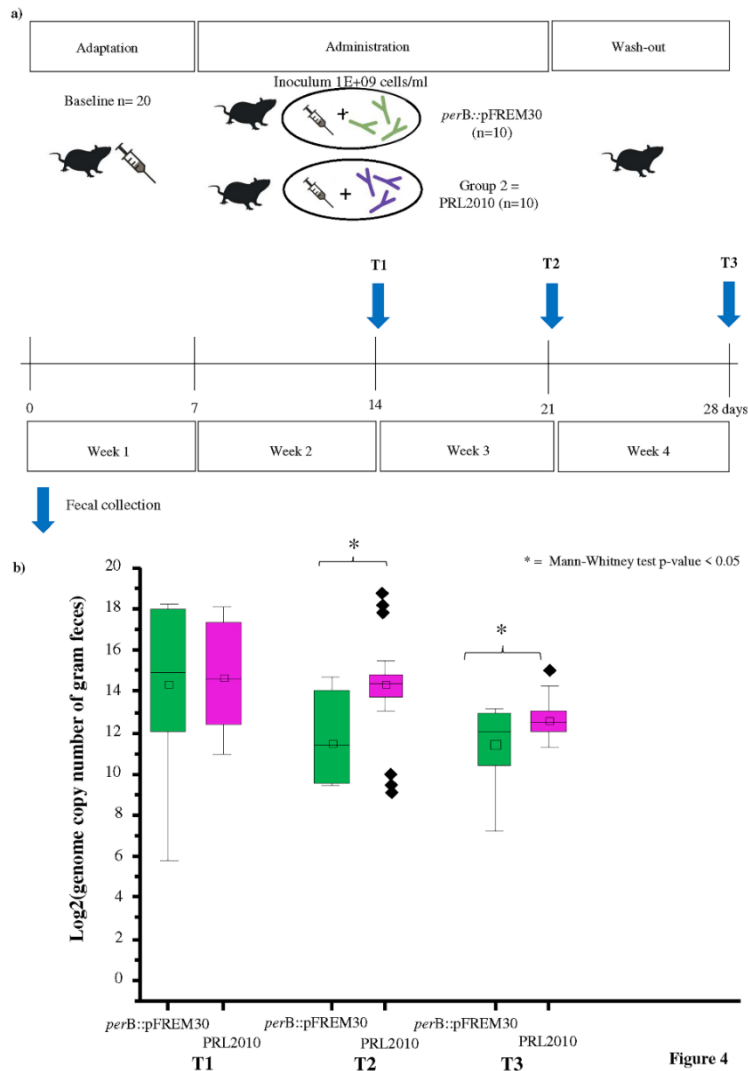 a)
Adaptation
Administration
Wash-out
Baseline n= 20
Inoculum 1E+09 cells/ml
+
perB::pFREM30
(n=10)
+
Group 2 =
PRL2010 (n=10)
T1
T2
T3
0
7
14
21
28 days
Week 1
Week 2
Week 3
Week 4
Fecal collection
b)
* = Mann-Whitney test p-value < 0.05
*
*
Log2(genome copy number of gram feces)
20
18
16
14
12
10
8
6
4
2
0
perB::pFREM30
PRL2010
perB::pFREM30
PRL2010
perB::pFREM30
PRL2010
T1
T2
T3
Figure 4